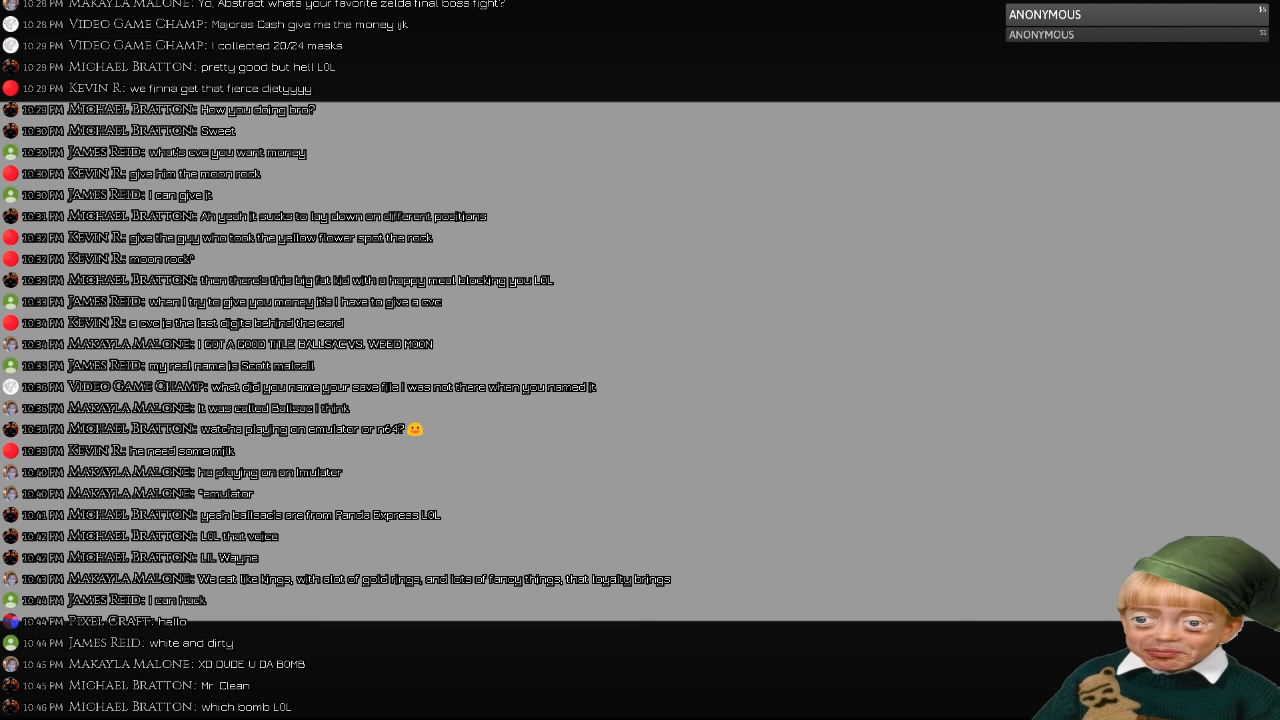 10:28 PM MAKAYLA MALONE: Yo, Abstract whats your favorite zelda final boss fight?
10:29 PM VIDEO GAME CHAMP: Majoras Cash give me the money jjk
10:29 PM VIDEO GAME CHAMP: I collected 20/24 masks
10:29 PM MICHAEL BRATTON: pretty good but hell LOL
10:29 PM KEVIN R.: we finna get that fierce dietyyyy
10:29 PM MICHAEL BRATTON: How you doing bro?
10:30 PM MICHAEL BRATTON: Sweet
10:30 PM JAMES REID: what's cvc you want money
10:30 PM KEVIN R.: give him the moon rock
10:30 PM JAMES REID: I can give it
10:31 PM MICHAEL BRATTON: Ah yeah it sucks to lay down on different positions
10:32 PM KEVIN R.: give the guy who took the yellow flower spot the rock
10:32 PM KEVIN R.: moon rock*
10:32 PM MICHAEL BRATTON: then there's this big fat kid with a happy meal blocking you LOL
10:33 PM JAMES REID: when I try to give you money it's I have to give a cvc
10:34 PM KEVIN R.: a cvc is the last digits behind the card
10:34 PM MAKAYLA MALONE: I GOT A GOOD TITLE BALLSAC VS. WEED MOON
10:35 PM JAMES REID: my real name is Scott malcall
10:36 PM VIDEO GAME CHAMP: what did you name your save file I was not there when you named it
10:36 PM MAKAYLA MALONE: It was called Ballsac I think
10:38 PM MICHAEL BRATTON: watcha playing on emulator or n64?
10:39 PM KEVIN R.: he need some milk
10:40 PM MAKAYLA MALONE: he playing on an Imulator
10:40 PM MAKAYLA MALONE: *emulator
10:41 PM MICHAEL BRATTON: yeah ballsacis are from Panda Express LOL
10:42 PM MICHAEL BRATTON: LOL that voice
10:42 PM MICHAEL BRATTON: LIL Wayne
10:43 PM MAKAYLA MALONE: We eat like kings, with alot of gold rings, and lots of fancy things, that loyalty brings
10:44 PM JAMES REID: I can hack
10:44 PM PIXEL CRAFT: hello
10:44 PM JAMES REID: white and dirty
10:45 PM MAKAYLA MALONE: XD DUDE U DA BOMB
10:45 PM MICHAEL BRATTON: Mr. Clean
10:46 PM MICHAEL BRATTON: which bomb LOL
ANONYMOUS $5
ANONYMOUS $1